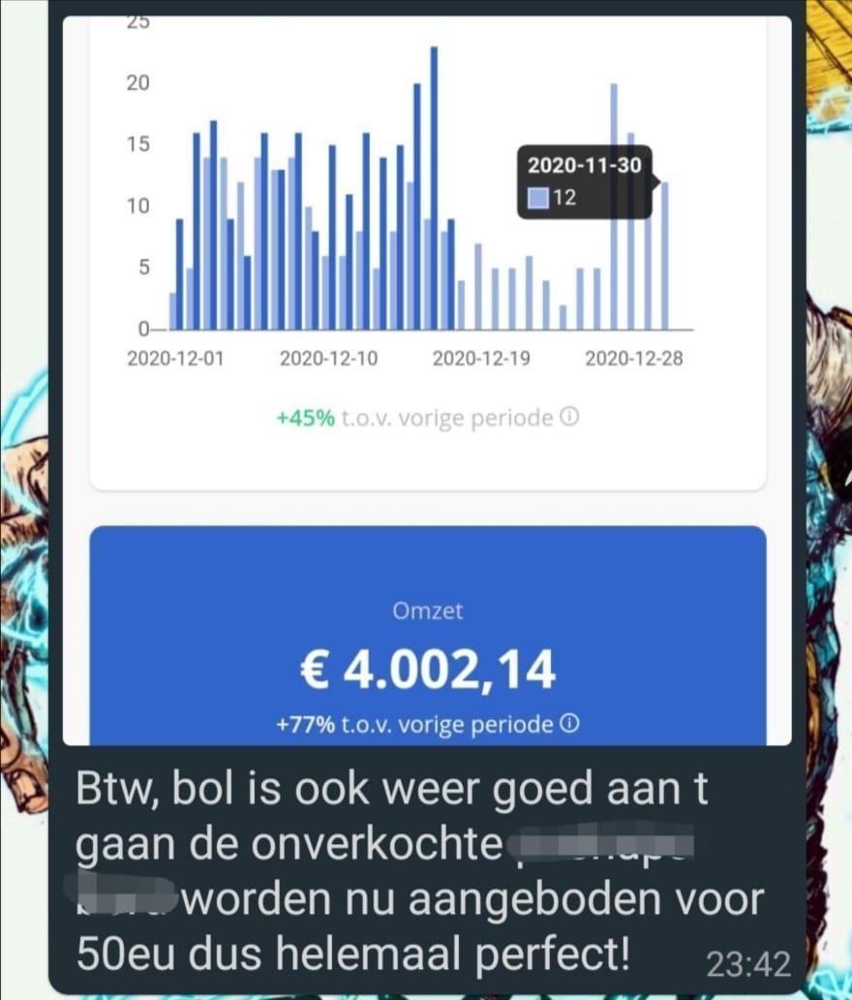 25
20
15
10
5
0
2020-11-30
12
2020-12-01 2020-12-10 2020-12-19 2020-12-28
+45% t.o.v. vorige periode
Omzet
€ 4.002,14
+77% t.o.v. vorige periode
Btw, bol is ook weer goed aan t
gaan de onverkochte
worden nu aangeboden voor
50eu dus helemaal perfect!
23:42